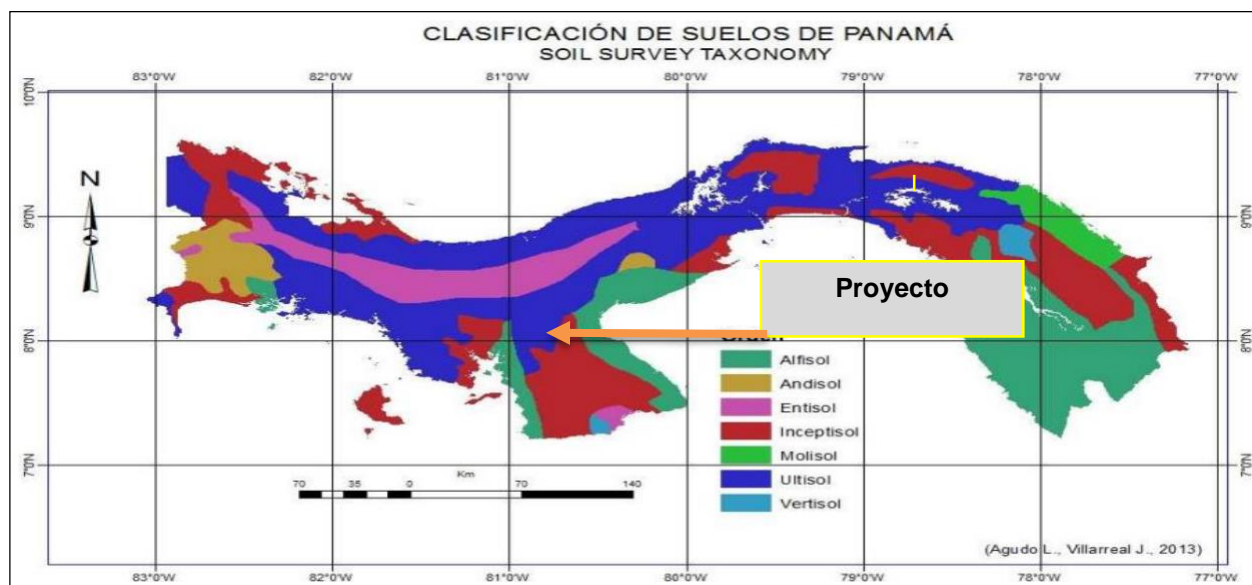 CLASIFICACIÓN DE SUELOS DE PANAMÁ
SOIL SURVEY TAXONOMY
83°0'W 82°0'W 81°0'W 80°0'W 79°0'W 78°0'W 77°0'W
10°0'N 10°0'N
N
9°0'N 9°0'N
Proyecto
8°0'N 8°0'N
Alfisol
Andisol
Entisol
Inceptisol
Molisol
Ultisol
Vertisol
7°0'N 7°0'N
Km
70 35 0 70 140
(Agudo L., Villarreal J., 2013)
83°0'W 82°0'W 81°0'W 80°0'W 79°0'W 78°0'W 77°0'W